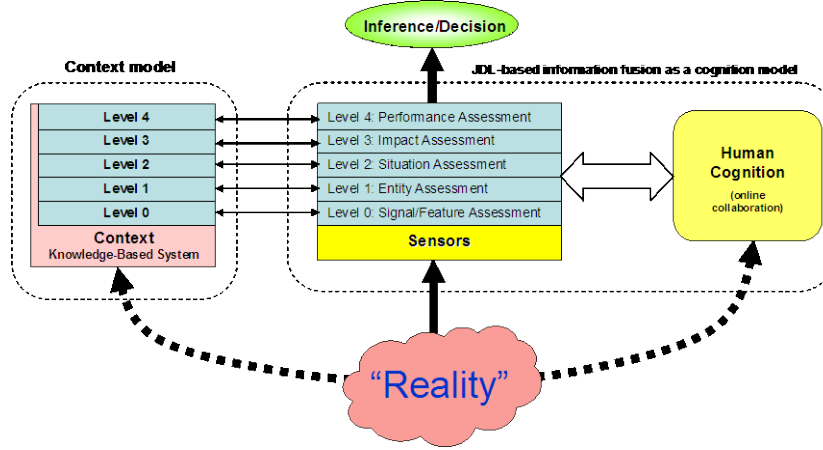 Inference/Decision
Context model
JDL-based information fusion as a cognition model
Level 4
Level 3
Level 2
Level 1
Level 0
Context
Knowledge-Based System
Level 4: Performance Assessment
Level 3: Impact Assessment
Level 2: Situation Assessment
Level 1: Entity Assessment
Level 0: Signal/Feature Assessment
Sensors
Human
Cognition
(online
collaboration)
“Reality”